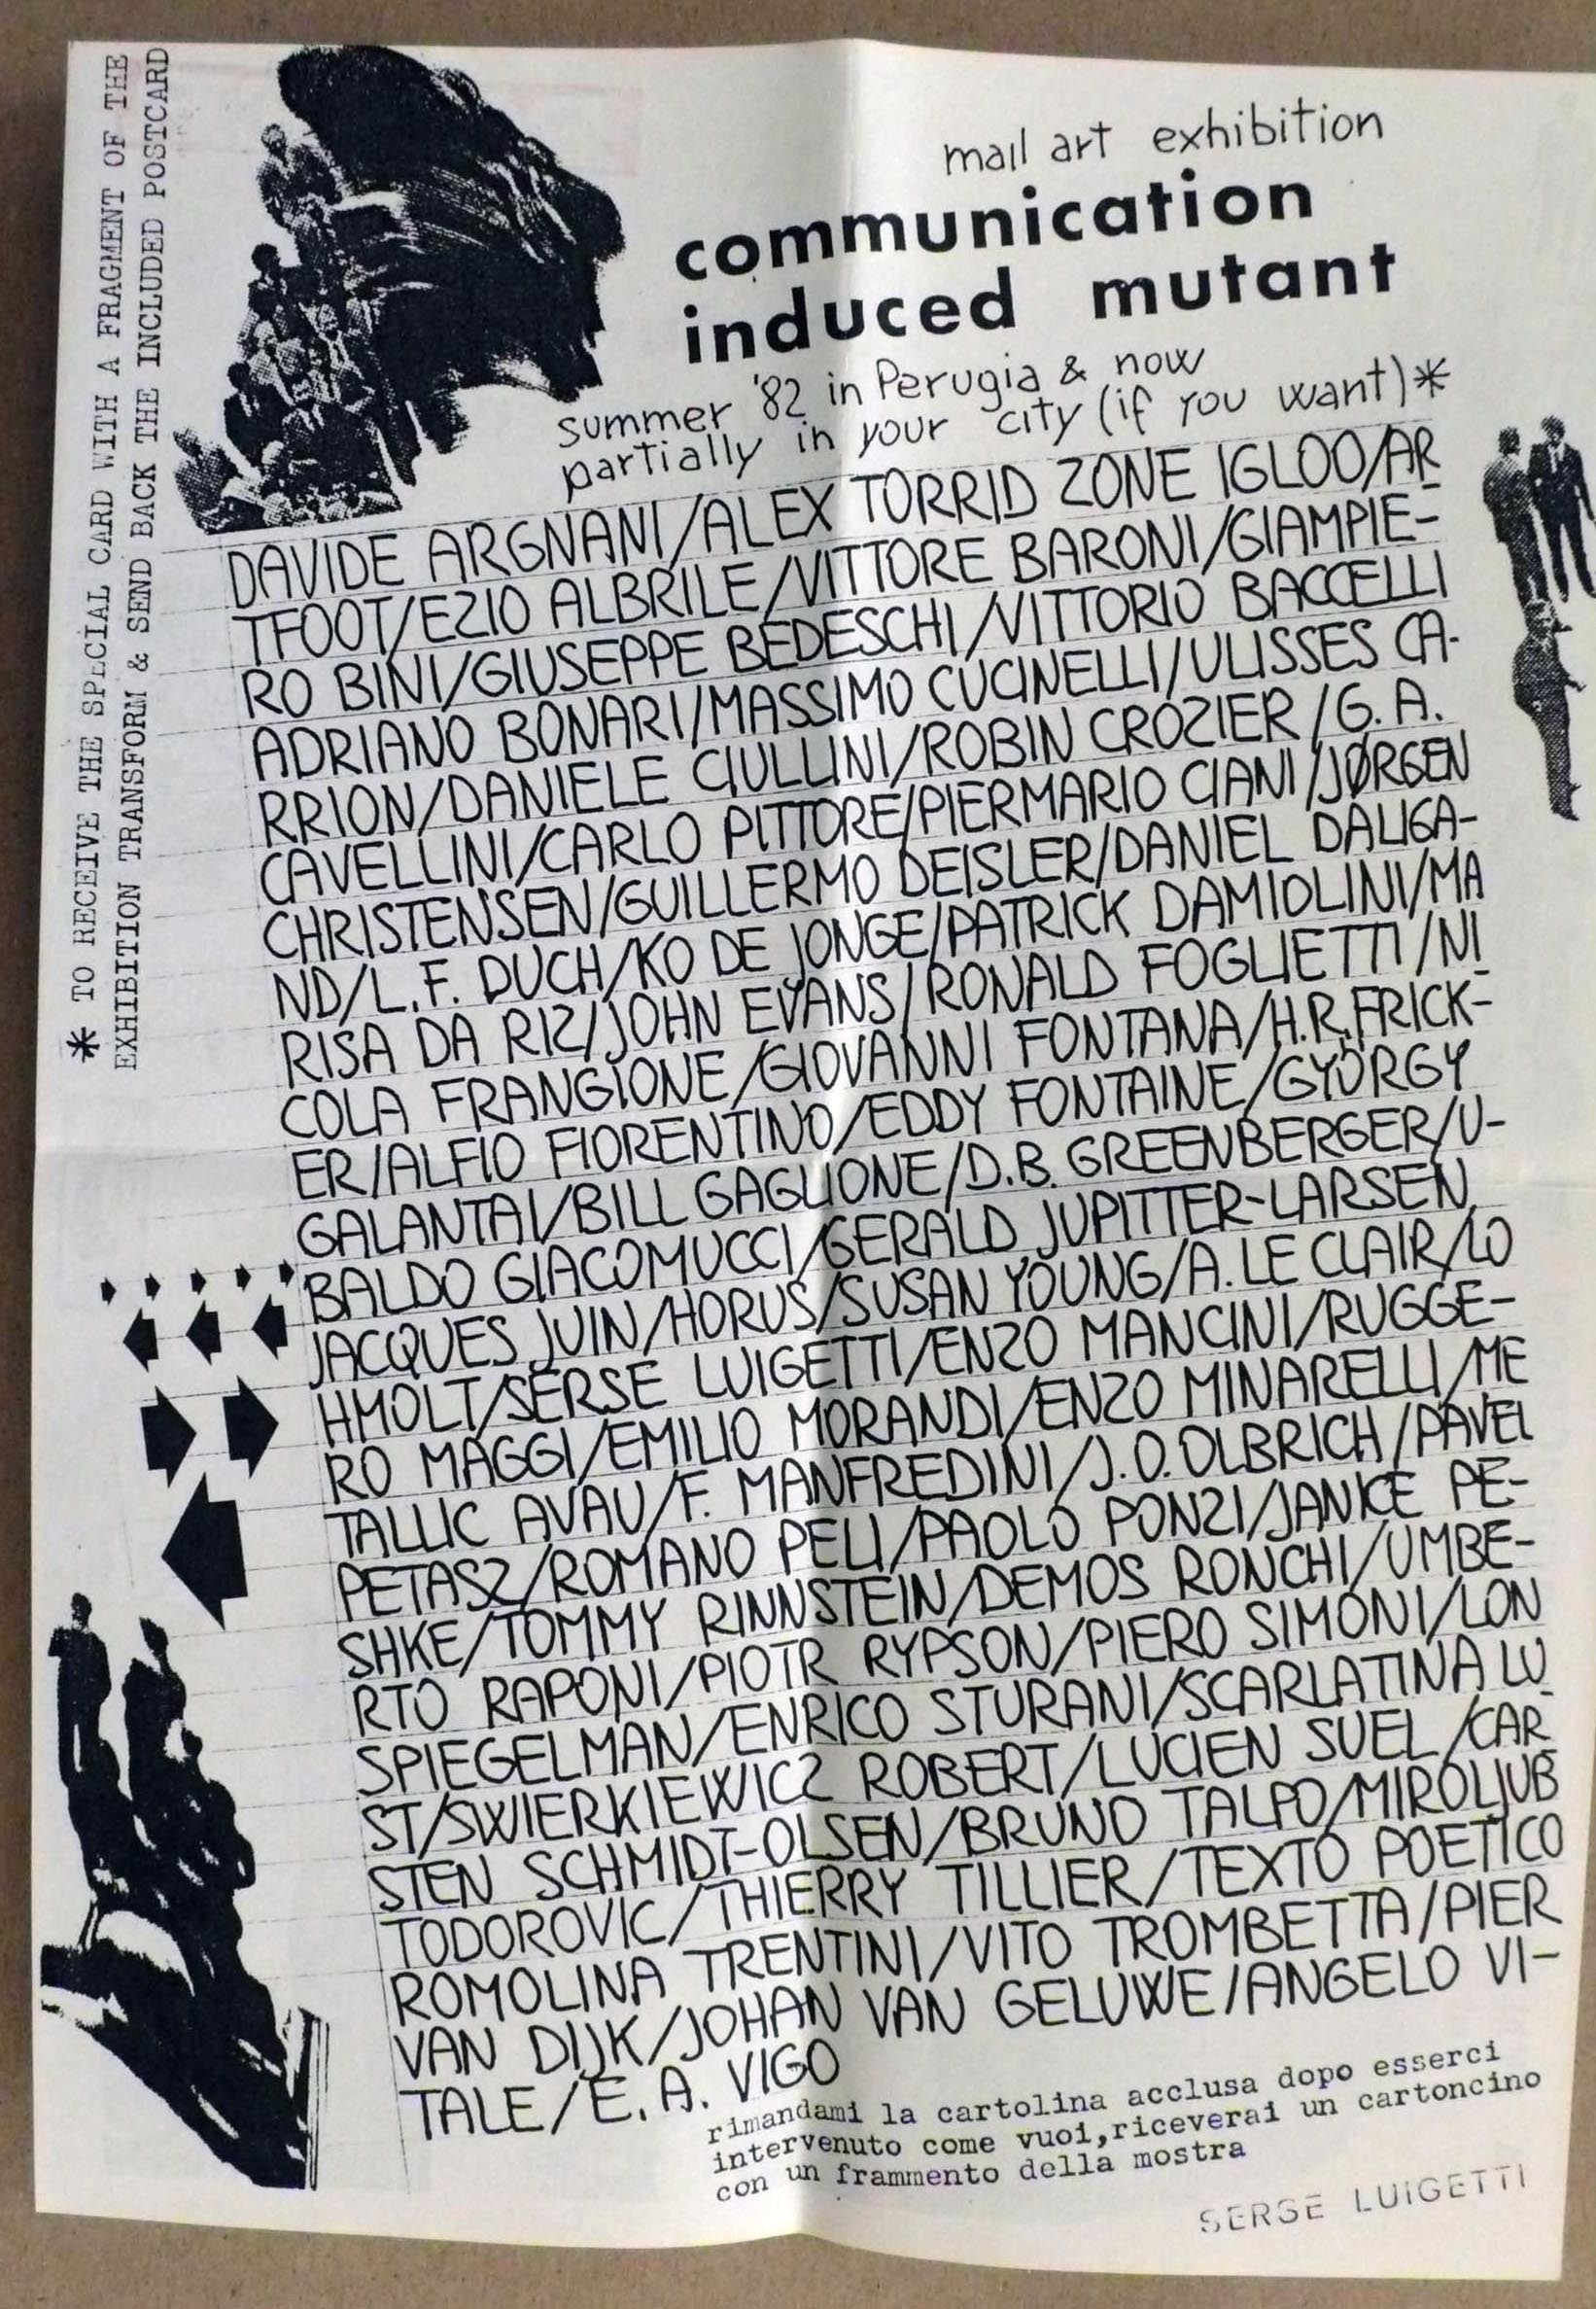 * TO RECEIVE THE SPECIAL CARD WITH A FRAGMENT OF THE
EXHIBITION TRANSFORM & SEND BACK THE INCLUDED POSTCARD
mail art exhibition
communication
induced mutant
summer '82 in Perugia & now
partially in your city (if you want)*
DAVIDE ARGNANI/ALEX TORRID ZONE IGLOO/AR-
TFOOT/EZIO ALBRILE/VITTORE BARONI/GIAMPIE-
RO BINI/GIUSEPPE BEDESCHI/VITTORIO BACCELLI
ADRIANO BONARI/MASSIMO CUCINELLI/ULISSES CA-
RRION/DANIELE CIULLINI/ROBIN CROZIER/G. A.
CAVELLINI/CARLO PITTORE/PIERMARIO CIANI/JØRGEN
CHRISTENSEN/GUILLERMO DEISLER/DANIEL DALIGA-
ND/L.F. DUCH/KO DE JONGE/PATRICK DAMIOLINI/MA
RISA DA RIZ/JOHN EVANS/RONALD FOGLIETTI/NI-
COLA FRANGIONE/GIOVANNI FONTANA/H.R.FRICK-
ER/ALFIO FIORENTINO/EDDY FONTAINE/GYÖRGY
GALANTAI/BILL GAGLIONE/D.B. GREENBERGER/U-
BALDO GIACOMUCCI/GERALD JUPITTER-LARSEN
JACQUES JUIN/HORUS/SUSAN YOUNG/A. LE CLAIR/LO
HMOLT/SERSE LUIGETTI/ENZO MANCINI/RUGGE-
RO MAGGI/EMILIO MORANDI/ENZO MINARELLI/ME
TALLIC AVAU/F. MANFREDINI/J.O.OLBRICH/PAVEL
PETASZ/ROMANO PELI/PAOLO PONZI/JANICE PE-
SHKE/TOMMY RINNSTEIN/DEMOS RONCHI/UMBE-
RTO RAPONI/PIOTR RYPSON/PIERO SIMONI/LON
SPIEGELMAN/ENRICO STURANI/SCARLATINA LU
ST/SWIERKIEWICZ ROBERT/LUCIEN SUEL/CAR-
STEN SCHMIDT-OLSEN/BRUNO TALPO/MIROLJUB
TODOROVIC/THIERRY TILLIER/TEXTO POETICO
ROMOLINA TRENTINI/VITO TROMBETTA/PIER
VAN DIJK/JOHAN VAN GELUWE/ANGELO VI-
TALE/E. A. VIGO
rimandami la cartolina acclusa dopo esserci
intervenuto come vuoi,riceverai un cartoncino
con un frammento della mostra
SERSE LUIGETTI